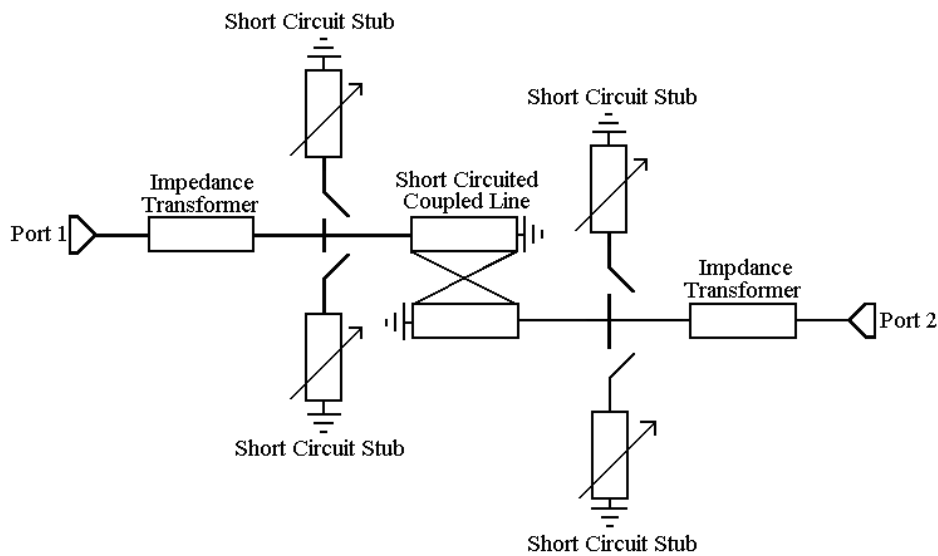 Short Circuit Stub
Short Circuit Stub
Impedance
Transformer
Short Circuited
Coupled Line
Port 1
Impdance
Transformer
Port 2
Short Circuit Stub
Short Circuit Stub